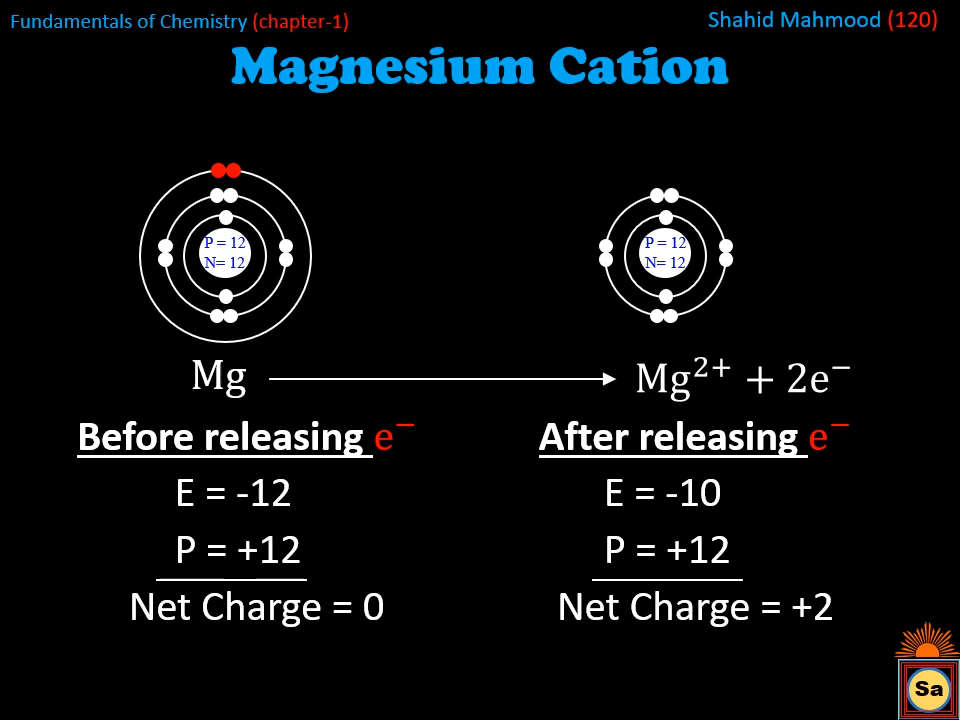 Fundamentals of Chemistry (chapter-1)
Shahid Mahmood (120)
Magnesium Cation
P = 12
N= 12
P = 12
N= 12
Mg
Mg²⁺ + 2e⁻
Before releasing e⁻
After releasing e⁻
E = -12
E = -10
P = +12
P = +12
Net Charge = 0
Net Charge = +2
Sa